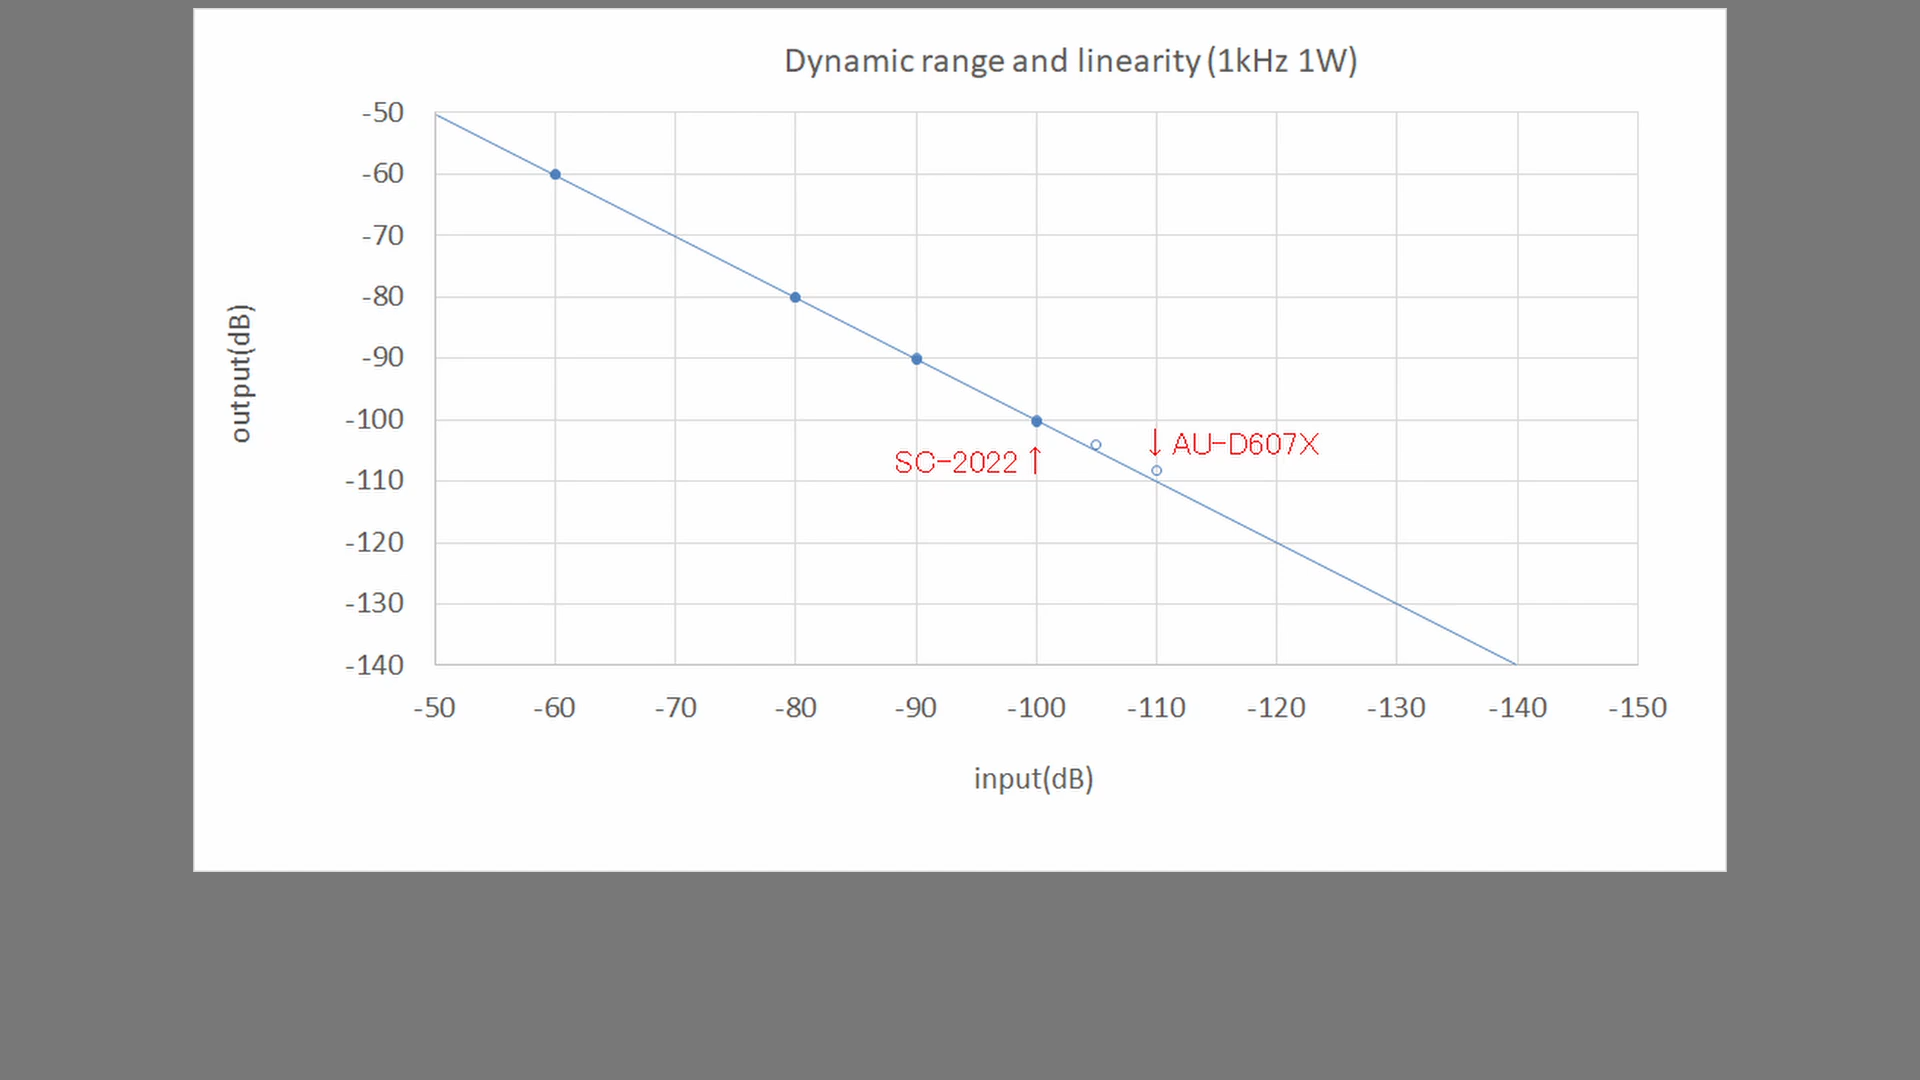 Dynamic range and linearity (1kHz 1W)
-50
-60
-70
-80
-90
-100
-110
-120
-130
-140
output(dB)
↓ AU-D607X
SC-2022 ↑
-50 -60 -70 -80 -90 -100 -110 -120 -130 -140 -150
input(dB)